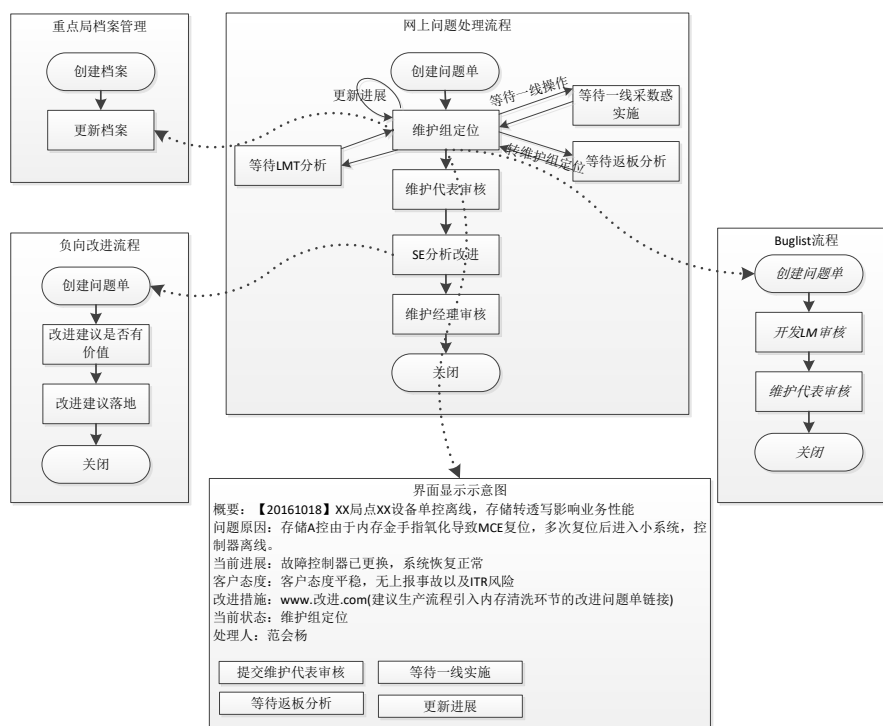 重点局档案管理
创建档案
更新档案
网上问题处理流程
创建问题单
更新进展
等待一线操作
等待一线采数惑
实施
维护组定位
转维护组定位
等待LMT分析
等待返板分析
维护代表审核
SE分析改进
维护经理审核
关闭
负向改进流程
创建问题单
改进建议是否有
价值
改进建议落地
关闭
Buglist流程
创建问题单
开发LM审核
维护代表审核
关闭
界面显示示意图
概要：【20161018】XX局点XX设备单控离线，存储转透写影响业务性能
问题原因：存储A控由于内存金手指氧化导致MCE复位，多次复位后进入小系统，控
制器离线。
当前进展：故障控制器已更换，系统恢复正常
客户态度：客户态度平稳，无上报事故以及ITR风险
改进措施：www.改进.com(建议生产流程引入内存清洗环节的改进问题单链接)
当前状态：维护组定位
处理人：范会杨
提交维护代表审核
等待一线实施
等待返板分析
更新进展